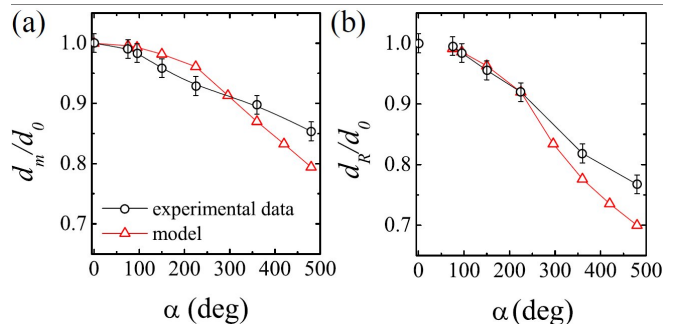 (a)
d_m/d_0
1.0
0.9
0.8
0.7
experimental data
model
0 100 200 300 400 500
α (deg)
(b)
d_R/d_0
1.0
0.9
0.8
0.7
0 100 200 300 400 500
α (deg)